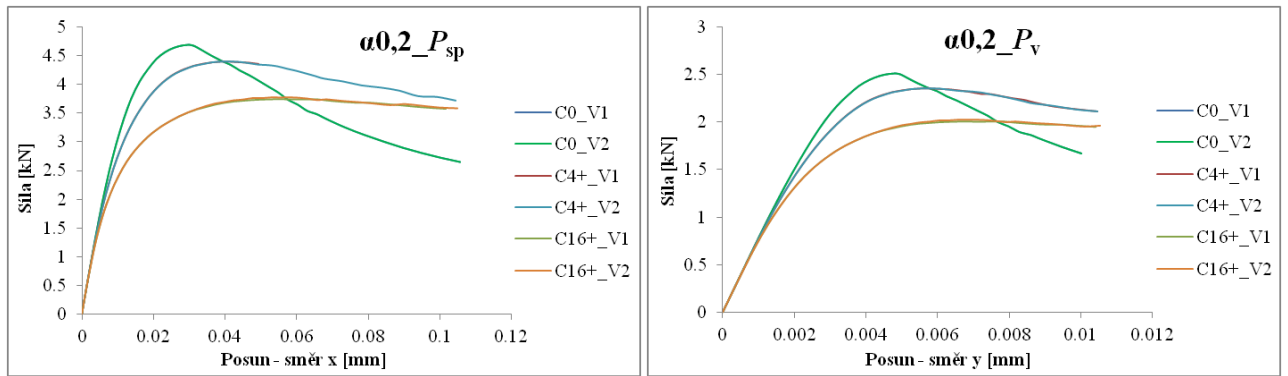 α0,2_Psp
Síla [kN]
5
4.5
4
3.5
3
2.5
2
1.5
1
0.5
0
0
0.02
0.04
0.06
0.08
0.1
0.12
Posun - směr x [mm]
C0_V1
C0_V2
C4+_V1
C4+_V2
C16+_V1
C16+_V2
α0,2_Pv
Síla [kN]
3
2.5
2
1.5
1
0.5
0
0
0.002
0.004
0.006
0.008
0.01
0.012
Posun - směr y [mm]
C0_V1
C0_V2
C4+_V1
C4+_V2
C16+_V1
C16+_V2